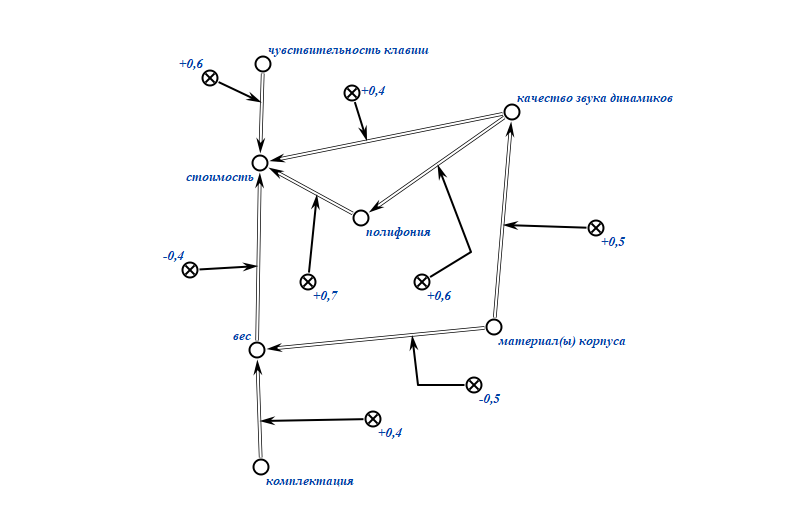 чувствительность клавиш
+0,6
+0,4
качество звука динамиков
стоимость
полифония
+0,5
-0,4
+0,7
+0,6
вес
материал(ы) корпуса
-0,5
+0,4
комплектация